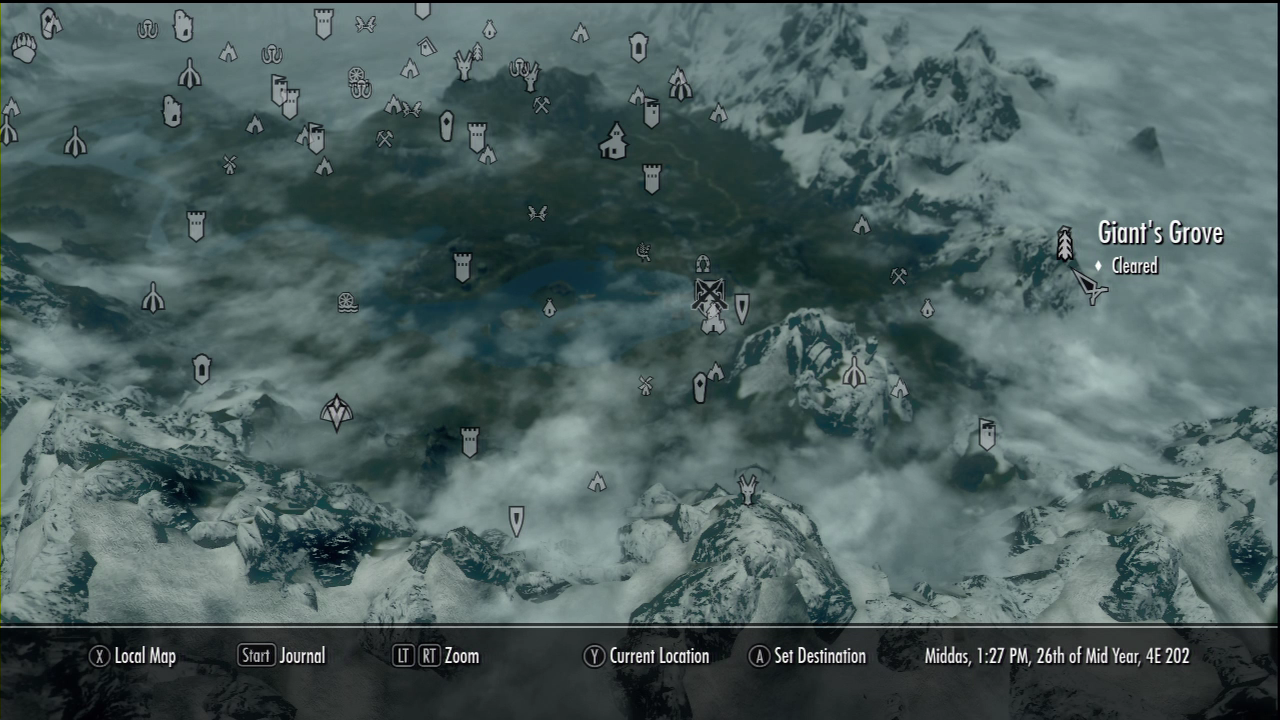 Giant's Grove
Cleared
X Local Map Start Journal LT RT Zoom Y Current Location A Set Destination Middas, 1:27 PM, 26th of Mid Year, 4E 202